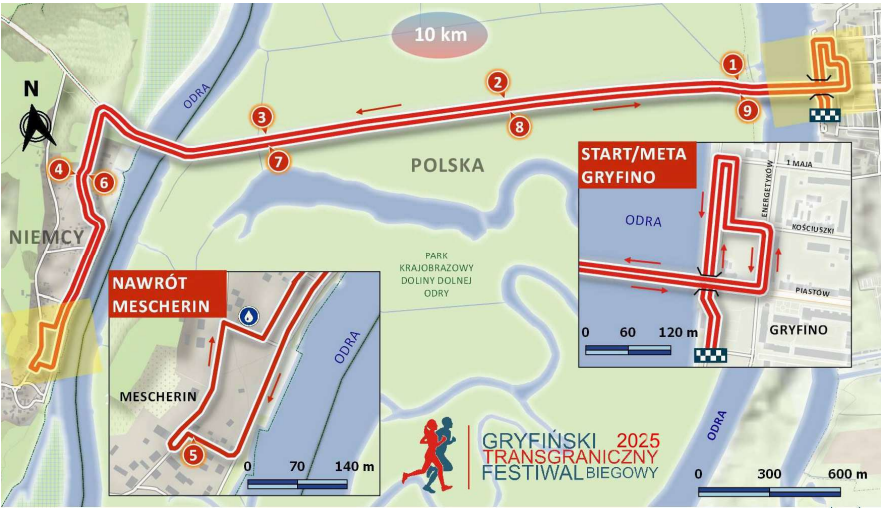 10 km
N
ODRA
1
2
3
8
9
7
4
6
POLSKA
NIEMCY
PARK
KRAJOBRAZOWY
DOLINY DOLNEJ
ODRY
START/META
GRYFINO
1 MAJA
ENERGETYKÓW
ODRA
KOŚCIUSZKI
PIASTÓW
0 60 120 m
GRYFINO
NAWRÓT
MESCHERIN
ODRA
MESCHERIN
5
0 70 140 m
GRYFIŃSKI 2025
TRANSGRANICZNY
FESTIWAL BIEGOWY
ODRA
0 300 600 m